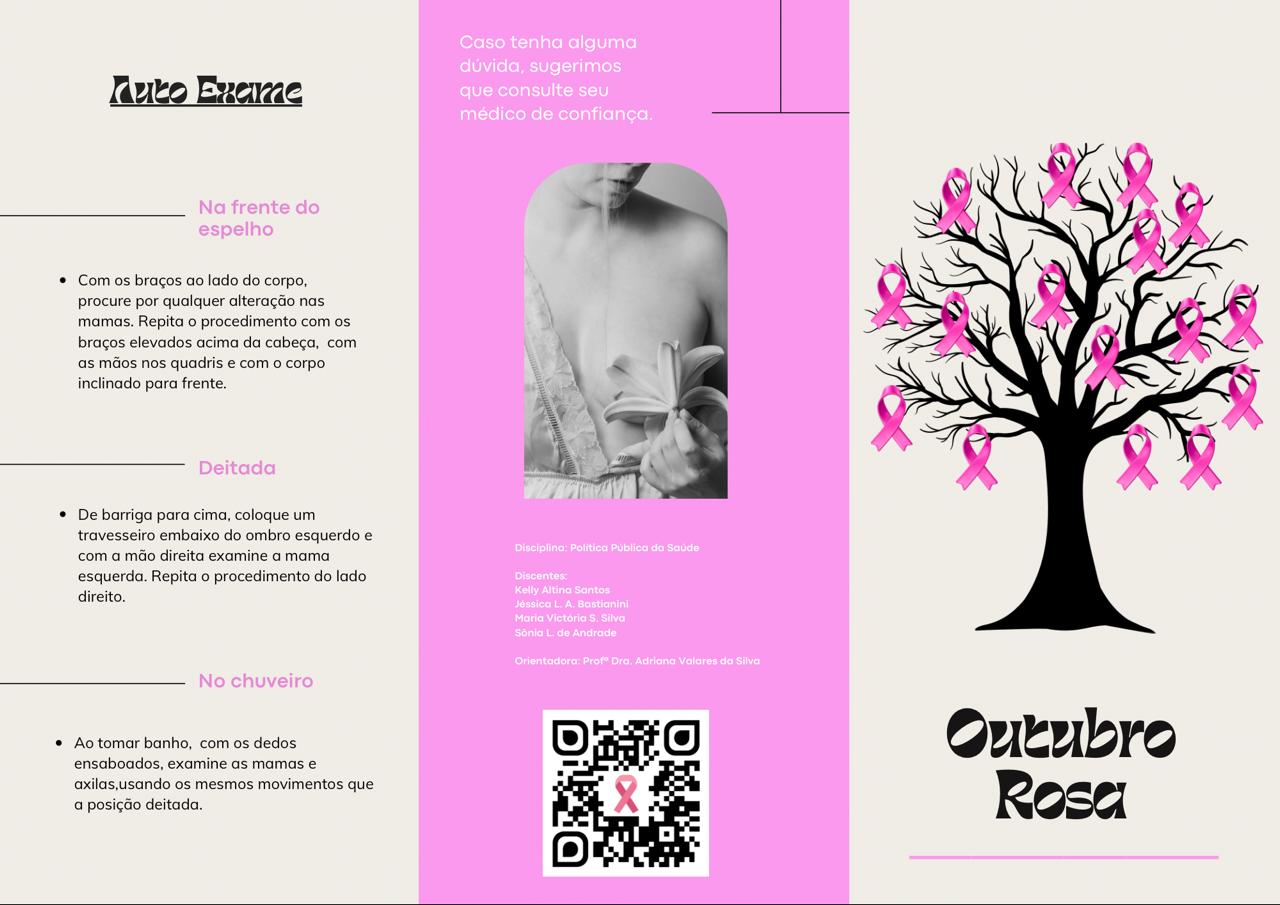 Auto Exame
Na frente do
espelho
• Com os braços ao lado do corpo,
procure por qualquer alteração nas
mamas. Repita o procedimento com os
braços elevados acima da cabeça,  com
as mãos nos quadris e com o corpo
inclinado para frente.
Deitada
• De barriga para cima, coloque um
travesseiro embaixo do ombro esquerdo e
com a mão direita examine a mama
esquerda. Repita o procedimento do lado
direito.
No chuveiro
• Ao tomar banho,  com os dedos
ensaboados, examine as mamas e
axilas,usando os mesmos movimentos que
a posição deitada.
Caso tenha alguma
dúvida, sugerimos
que consulte seu
médico de confiança.
Disciplina: Política Pública da Saúde
Discentes:
Kelly Altina Santos
Jéssica L. A. Bastianini
Maria Victória S. Silva
Sônia L. de Andrade
Orientadora: Profª Dra. Adriana Valares da Silva
Outubro
Rosa